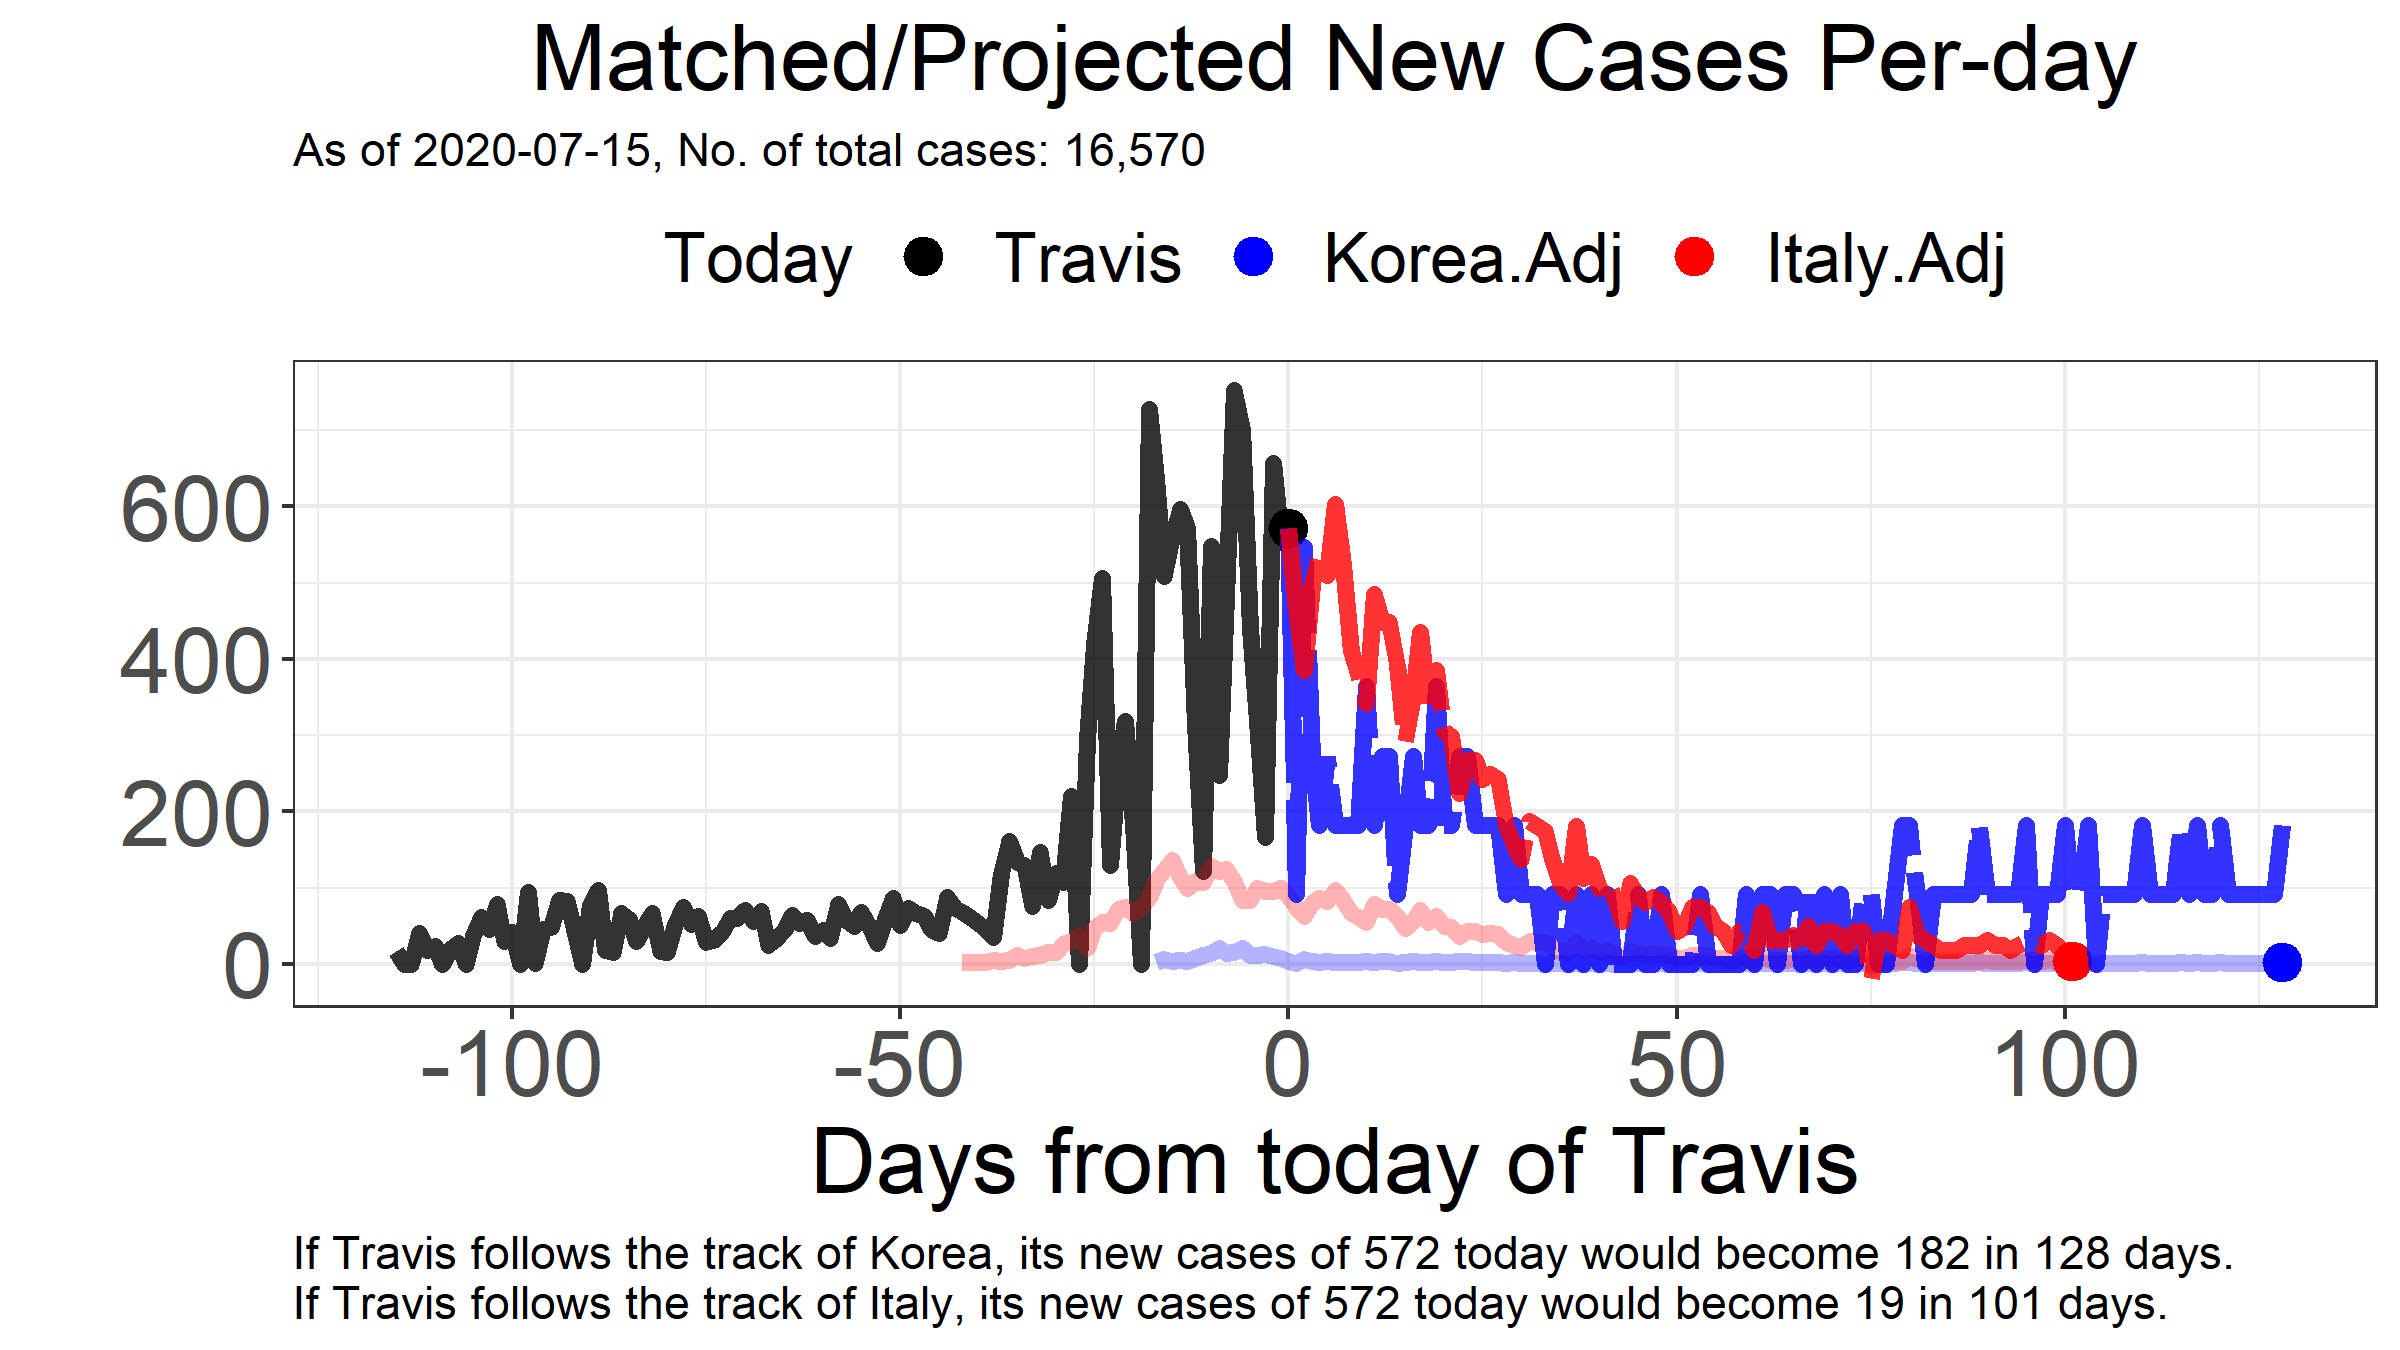 Matched/Projected New Cases Per-day
As of 2020-07-15, No. of total cases: 16,570
Today Travis Korea.Adj Italy.Adj
600
400
200
0
-100 -50 0 50 100
Days from today of Travis
If Travis follows the track of Korea, its new cases of 572 today would become 182 in 128 days.
If Travis follows the track of Italy, its new cases of 572 today would become 19 in 101 days.